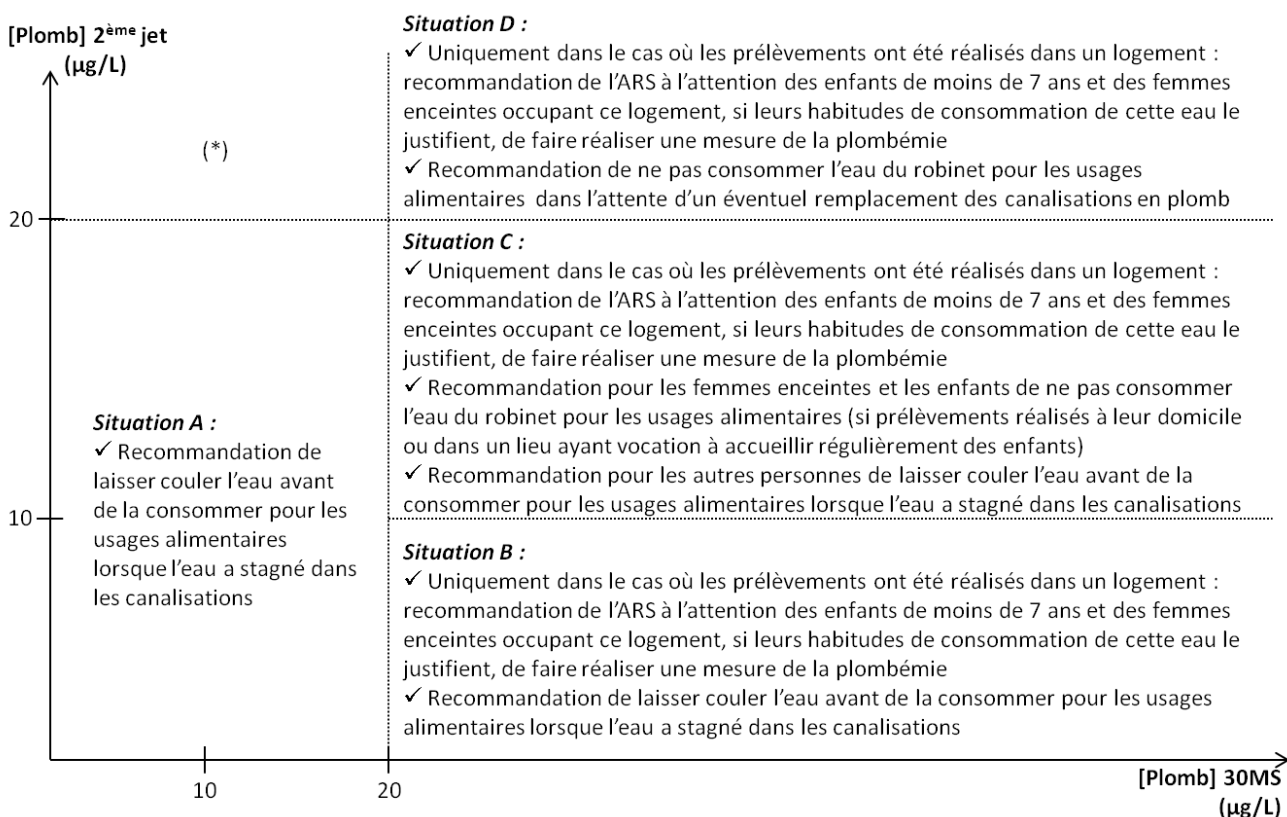 [Plomb] 2ème jet
(µg/L)
Situation D :
✓ Uniquement dans le cas où les prélèvements ont été réalisés dans un logement :
recommandation de l'ARS à l'attention des enfants de moins de 7 ans et des femmes
enceintes occupant ce logement, si leurs habitudes de consommation de cette eau le
justifient, de faire réaliser une mesure de la plombémie
✓ Recommandation de ne pas consommer l'eau du robinet pour les usages
alimentaires dans l'attente d'un éventuel remplacement des canalisations en plomb
(*)
20
Situation C :
✓ Uniquement dans le cas où les prélèvements ont été réalisés dans un logement :
recommandation de l'ARS à l'attention des enfants de moins de 7 ans et des femmes
enceintes occupant ce logement, si leurs habitudes de consommation de cette eau le
justifient, de faire réaliser une mesure de la plombémie
✓ Recommandation pour les femmes enceintes et les enfants de ne pas consommer
l'eau du robinet pour les usages alimentaires (si prélèvements réalisés à leur domicile
ou dans un lieu ayant vocation à accueillir régulièrement des enfants)
✓ Recommandation pour les autres personnes de laisser couler l'eau avant de la
consommer pour les usages alimentaires lorsque l'eau a stagné dans les canalisations
Situation A :
✓ Recommandation de
laisser couler l'eau avant
de la consommer pour les
usages alimentaires
lorsque l'eau a stagné dans
les canalisations
10
Situation B :
✓ Uniquement dans le cas où les prélèvements ont été réalisés dans un logement :
recommandation de l'ARS à l'attention des enfants de moins de 7 ans et des femmes
enceintes occupant ce logement, si leurs habitudes de consommation de cette eau le
justifient, de faire réaliser une mesure de la plombémie
✓ Recommandation de laisser couler l'eau avant de la consommer pour les usages
alimentaires lorsque l'eau a stagné dans les canalisations
10
20
[Plomb] 30MS
(µg/L)